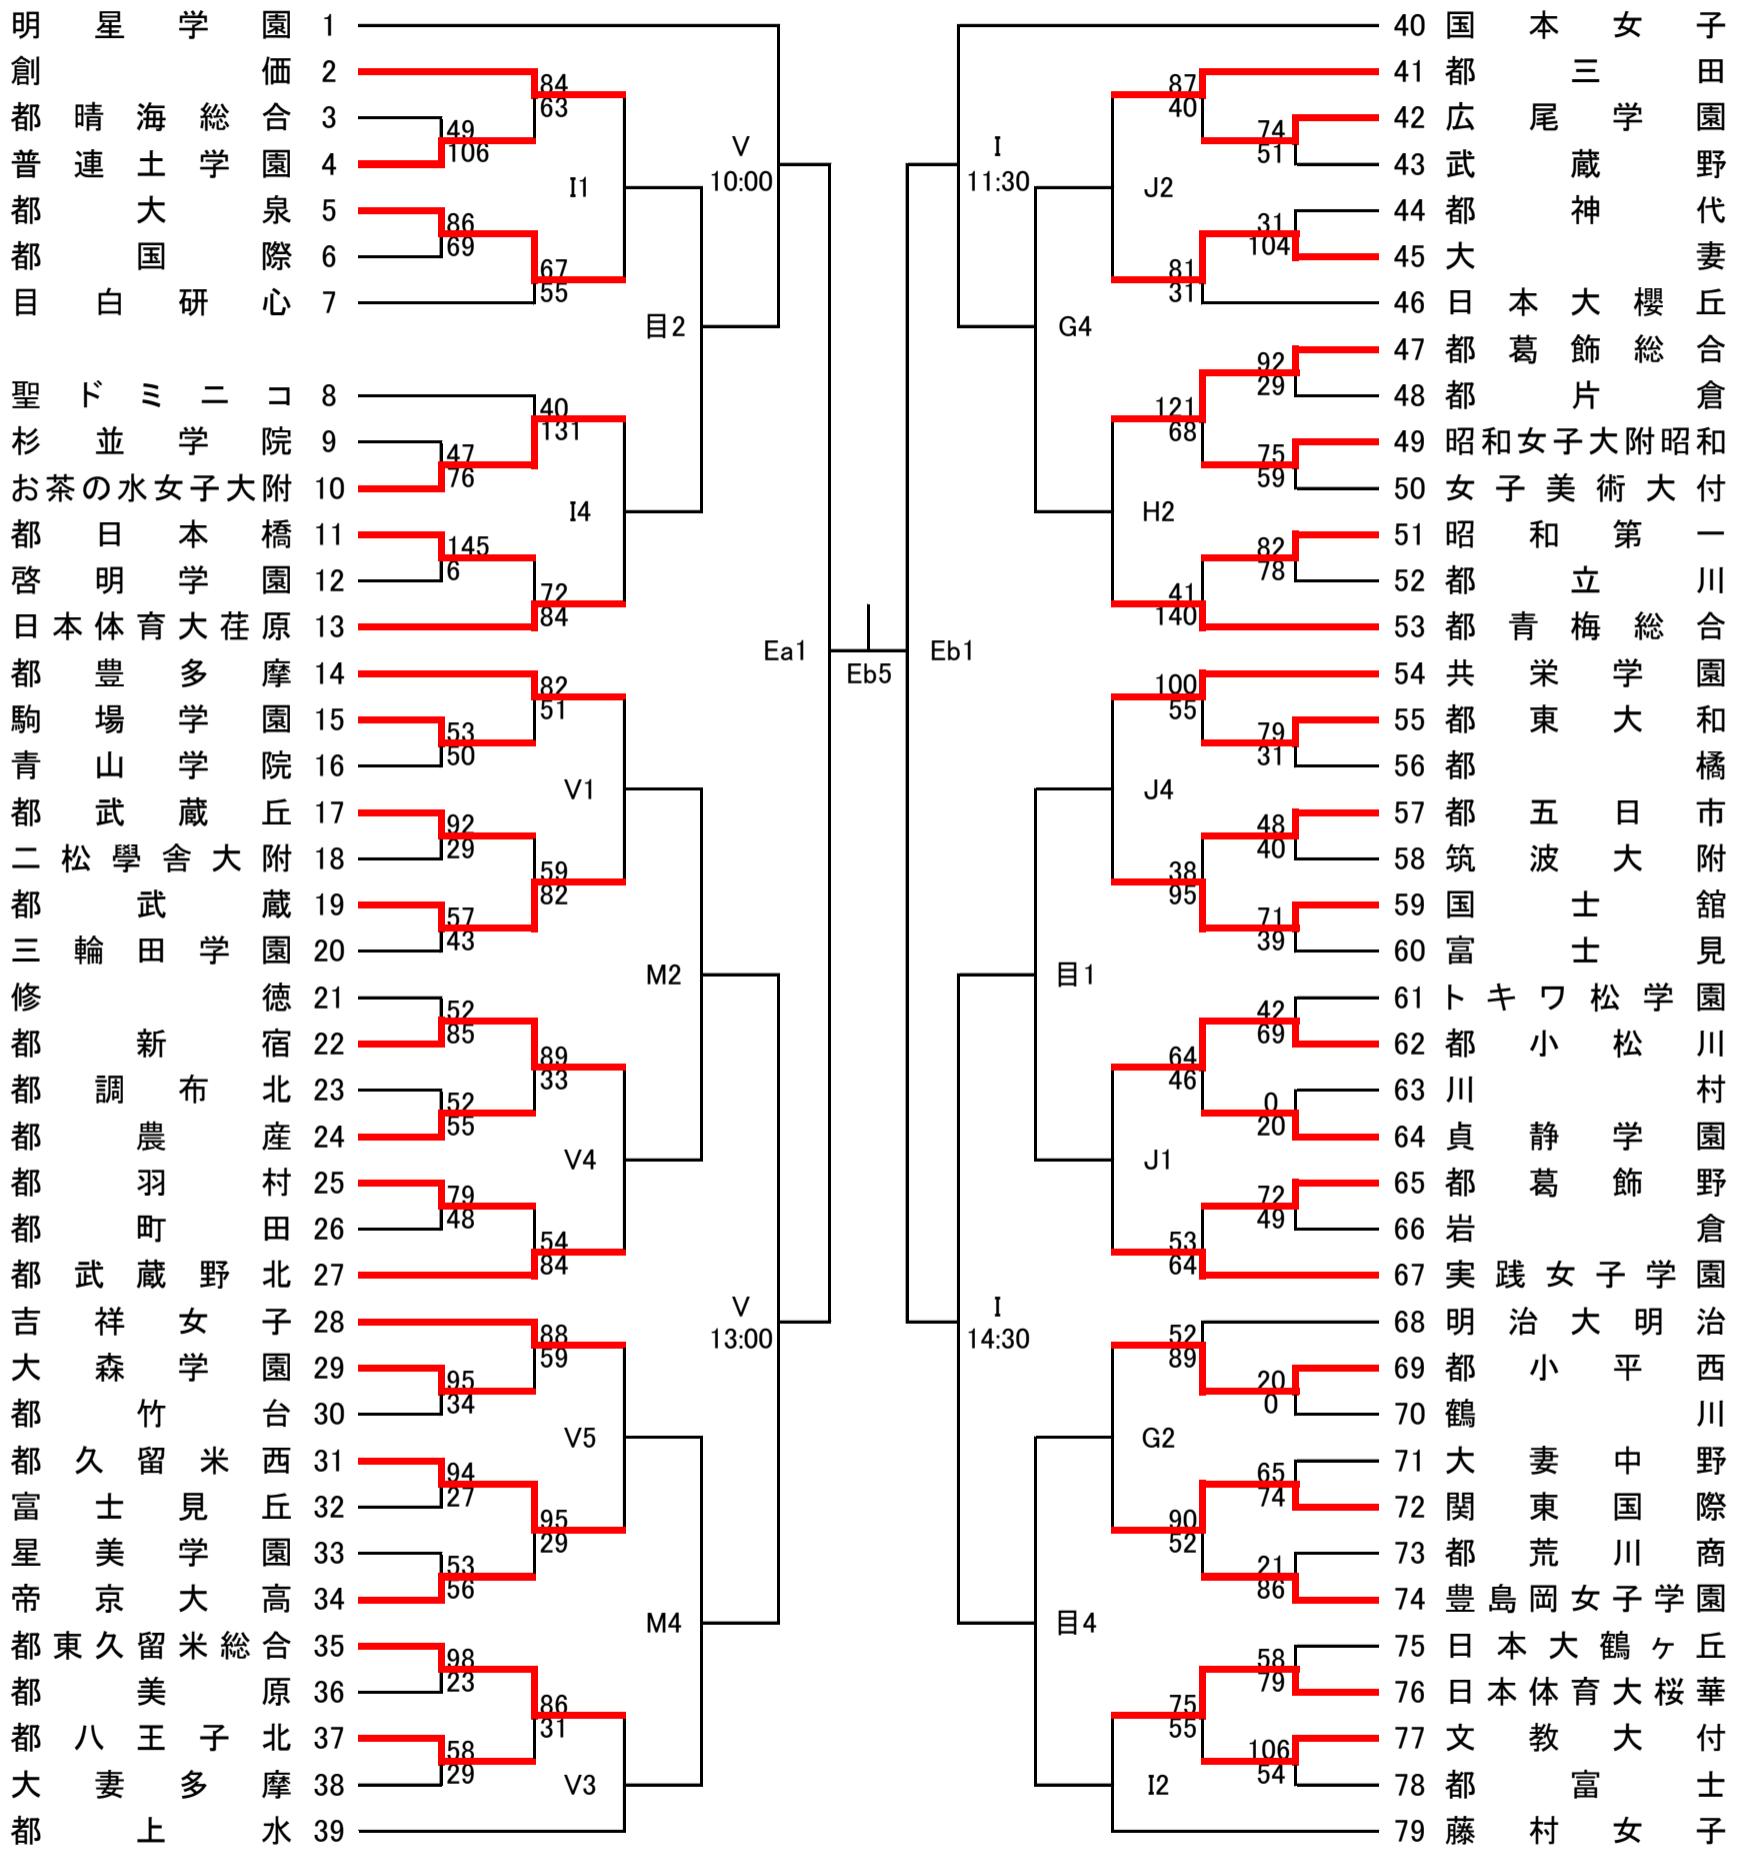 明星学園 1
創価 2
84
63
都晴海総合 3
49
106
普連土学園 4
I1
都大泉 5
86
69
都国際 6
67
55
目白研心 7
目2
V
10:00
聖ドミニコ 8
40
131
杉並学院 9
47
76
お茶の水女子大附 10
I4
都日本橋 11
145
6
啓明学園 12
72
84
日本体育大荏原 13
Ea1
都豊多摩 14
82
51
駒場学園 15
53
50
青山学院 16
V1
都武蔵丘 17
92
29
二松學舎大附 18
59
82
都武蔵 19
57
43
三輪田学園 20
M2
修徳 21
52
85
都新宿 22
89
33
都調布北 23
52
55
都農産 24
V4
都羽村 25
79
48
都町田 26
54
84
都武蔵野北 27
V
13:00
吉祥女子 28
88
59
大森学園 29
95
34
都竹台 30
V5
都久留米西 31
94
27
富士見丘 32
95
29
星美学園 33
53
56
帝京大高 34
M4
都東久留米総合 35
98
23
都美原 36
86
31
都八王子北 37
58
29
大妻多摩 38
V3
都上水 39
Eb5
40 国本女子
41 都三田
87
40
42 広尾学園
74
51
43 武蔵野
J2
44 都神代
31
104
45 大妻
81
31
46 日本大櫻丘
I
11:30
G4
47 都葛飾総合
92
29
48 都片倉
121
68
49 昭和女子大附昭和
75
59
50 女子美術大付
H2
51 昭和第一
82
78
52 都立川
41
140
53 都青梅総合
Eb1
54 共栄学園
100
55
55 都東大和
79
31
56 都橘
J4
57 都五日市
48
40
58 筑波大附
38
95
59 国士舘
71
39
60 富士見
目1
61 トキワ松学園
42
69
62 都小松川
64
46
63 川村
0
20
64 貞静学園
J1
65 都葛飾野
72
49
66 岩倉
53
64
67 実践女子学園
I
14:30
68 明治大明治
52
89
69 都小平西
20
0
70 鶴川
G2
71 大妻中野
65
74
72 関東国際
90
52
73 都荒川商
21
86
74 豊島岡女子学園
目4
75 日本大鶴ヶ丘
58
79
76 日本体育大桜華
75
55
77 文教大付
106
54
78 都富士
I2
79 藤村女子